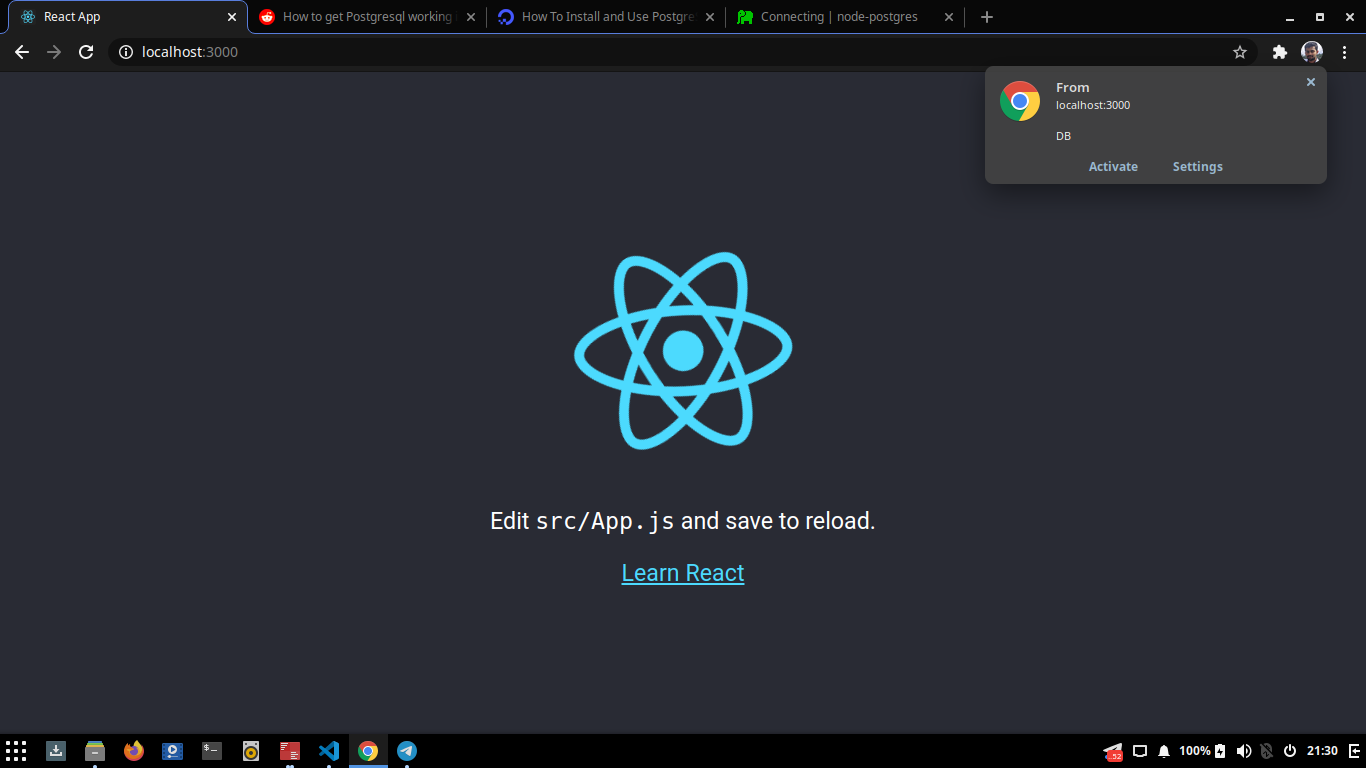 React App
How to get Postgresql working
How To Install and Use Postgre
Connecting | node-postgres
localhost:3000
From
localhost:3000
DB
Activate Settings
Edit src/App.js and save to reload.
Learn React
$-
..52
100%
21:30